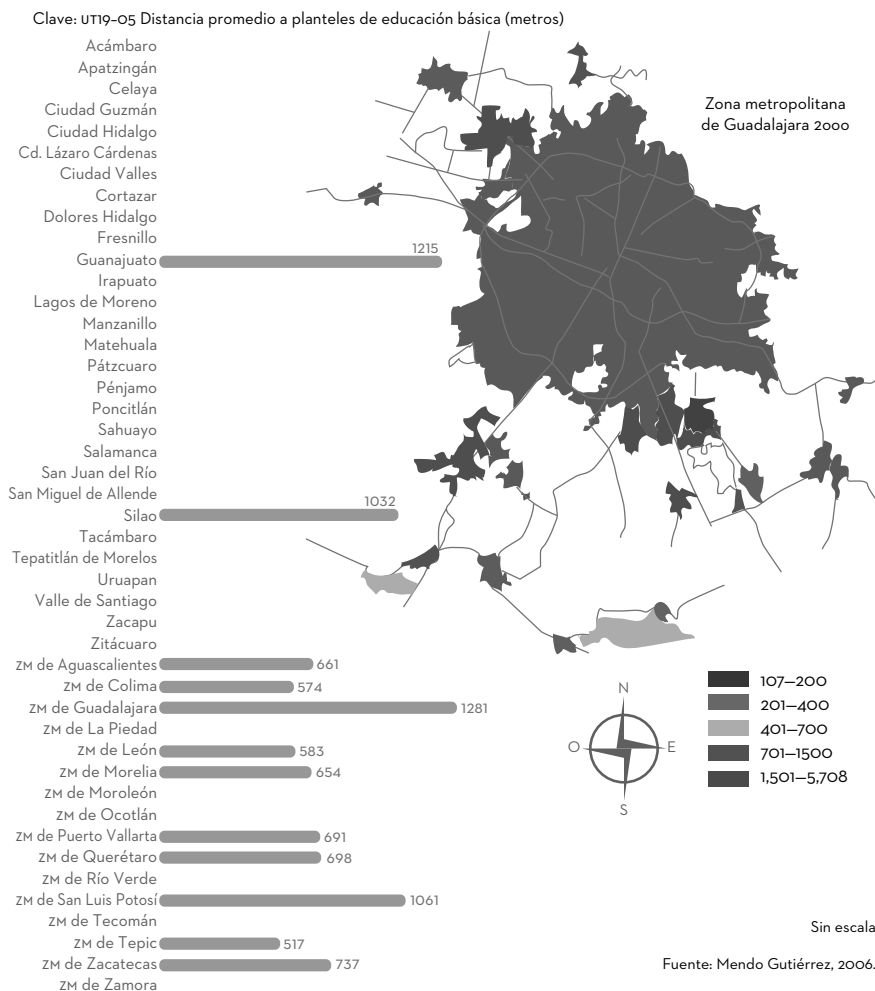 Clave: UT19-05 Distancia promedio a planteles de educación básica (metros)
Zona metropolitana
de Guadalajara 2000
Acámbaro
Apatzingán
Celaya
Ciudad Guzmán
Ciudad Hidalgo
Cd. Lázaro Cárdenas
Ciudad Valles
Cortazar
Dolores Hidalgo
Fresnillo
Guanajuato 1215
Irapuato
Lagos de Moreno
Manzanillo
Matehuala
Pátzcuaro
Pénjamo
Poncitlán
Sahuayo
Salamanca
San Juan del Río
San Miguel de Allende
Silao 1032
Tacámbaro
Tepatitlán de Morelos
Uruapan
Valle de Santiago
Zacapu
Zitácuaro
ZM de Aguascalientes 661
ZM de Colima 574
ZM de Guadalajara 1281
ZM de La Piedad
ZM de León 583
ZM de Morelia 654
ZM de Moroleón
ZM de Ocotlán
ZM de Puerto Vallarta 691
ZM de Querétaro 698
ZM de Río Verde
ZM de San Luis Potosí 1061
ZM de Tecomán
ZM de Tepic 517
ZM de Zacatecas 737
ZM de Zamora
N
O E
S
107–200
201–400
401–700
701–1500
1,501–5,708
Sin escala
Fuente: Mendo Gutiérrez, 2006.